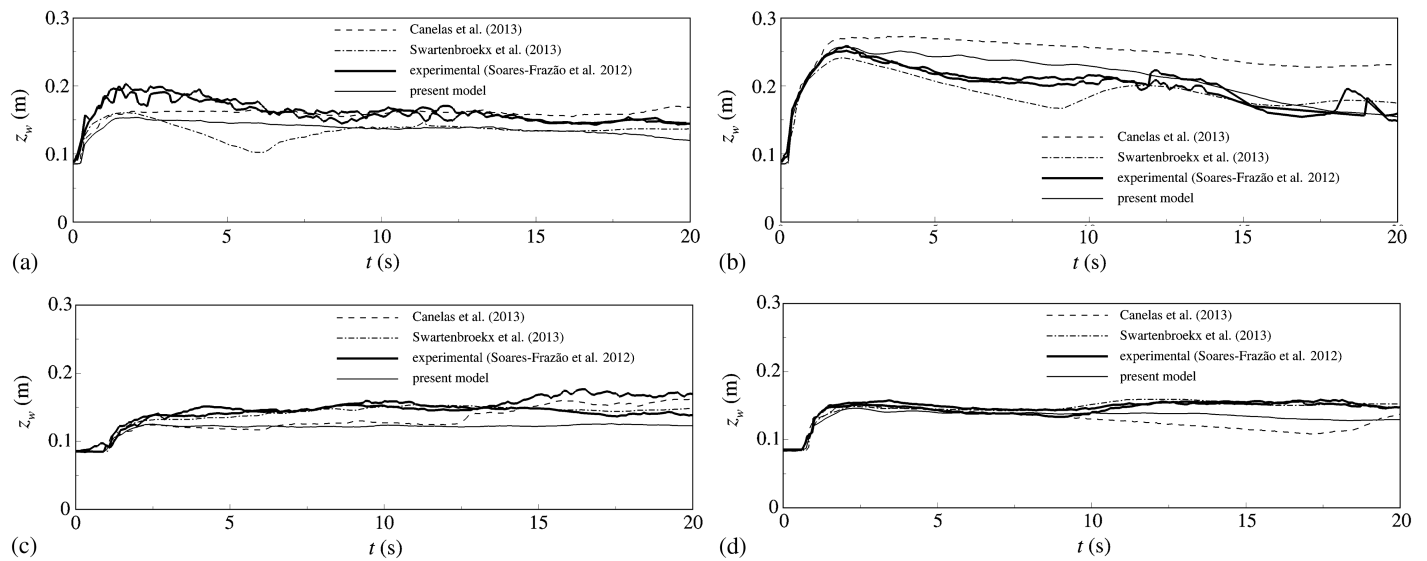 0.3
0.2
0.1
0
z_w (m)
Canelas et al. (2013)
Swartenbroekx et al. (2013)
experimental (Soares-Frazão et al. 2012)
present model
0 5 10 15 20
(a)
t (s)
0.3
0.2
0.1
0
z_w (m)
Canelas et al. (2013)
Swartenbroekx et al. (2013)
experimental (Soares-Frazão et al. 2012)
present model
0 5 10 15 20
(b)
t (s)
0.3
0.2
0.1
0
z_w (m)
Canelas et al. (2013)
Swartenbroekx et al. (2013)
experimental (Soares-Frazão et al. 2012)
present model
0 5 10 15 20
(c)
t (s)
0.3
0.2
0.1
0
z_w (m)
Canelas et al. (2013)
Swartenbroekx et al. (2013)
experimental (Soares-Frazão et al. 2012)
present model
0 5 10 15 20
(d)
t (s)